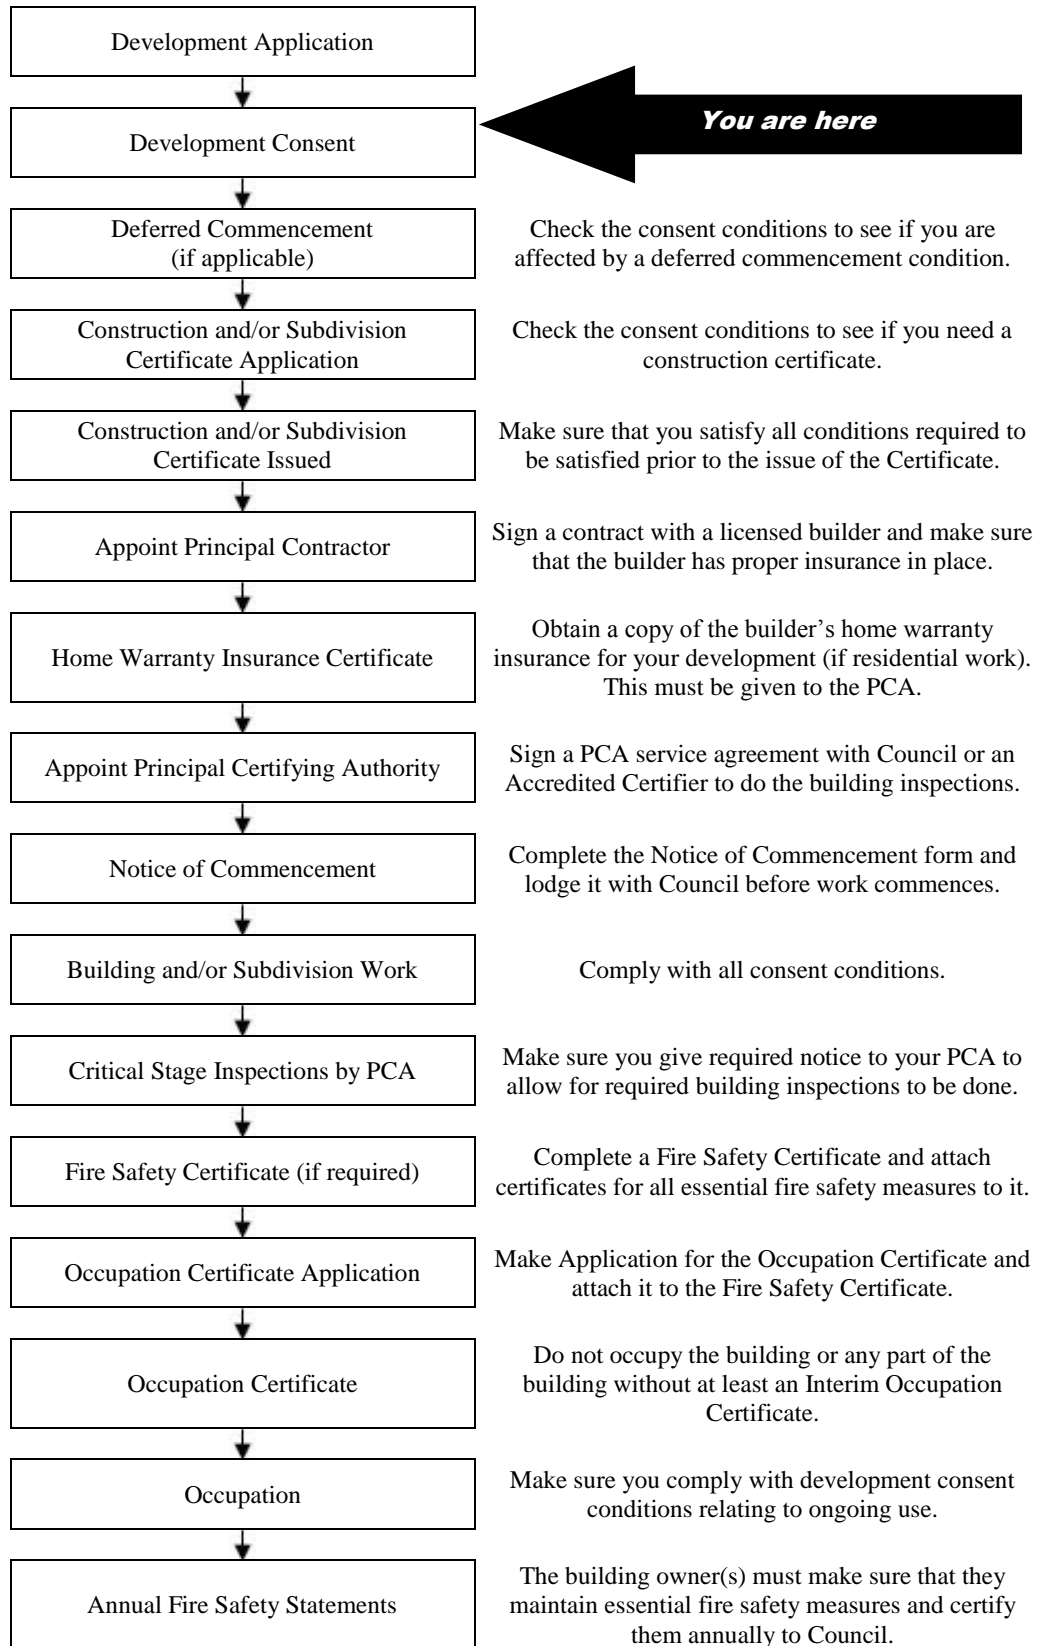 Development Application
Development Consent
You are here
Deferred Commencement
(if applicable)
Check the consent conditions to see if you are
affected by a deferred commencement condition.
Construction and/or Subdivision
Certificate Application
Check the consent conditions to see if you need a
construction certificate.
Construction and/or Subdivision
Certificate Issued
Make sure that you satisfy all conditions required to
be satisfied prior to the issue of the Certificate.
Appoint Principal Contractor
Sign a contract with a licensed builder and make sure
that the builder has proper insurance in place.
Home Warranty Insurance Certificate
Obtain a copy of the builder’s home warranty
insurance for your development (if residential work).
This must be given to the PCA.
Appoint Principal Certifying Authority
Sign a PCA service agreement with Council or an
Accredited Certifier to do the building inspections.
Notice of Commencement
Complete the Notice of Commencement form and
lodge it with Council before work commences.
Building and/or Subdivision Work
Comply with all consent conditions.
Critical Stage Inspections by PCA
Make sure you give required notice to your PCA to
allow for required building inspections to be done.
Fire Safety Certificate (if required)
Complete a Fire Safety Certificate and attach
certificates for all essential fire safety measures to it.
Occupation Certificate Application
Make Application for the Occupation Certificate and
attach it to the Fire Safety Certificate.
Occupation Certificate
Do not occupy the building or any part of the
building without at least an Interim Occupation
Certificate.
Occupation
Make sure you comply with development consent
conditions relating to ongoing use.
Annual Fire Safety Statements
The building owner(s) must make sure that they
maintain essential fire safety measures and certify
them annually to Council.